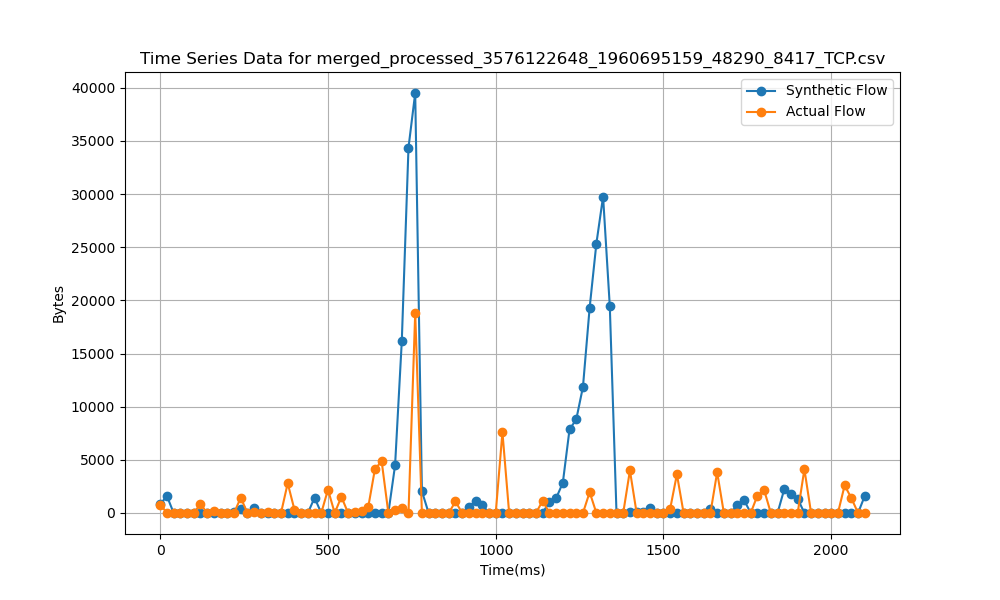 Time Series Data for merged_processed_3576122648_1960695159_48290_8417_TCP.csv
Synthetic Flow
Actual Flow
40000
35000
30000
25000
20000
15000
10000
5000
0
Bytes
0 500 1000 1500 2000
Time(ms)